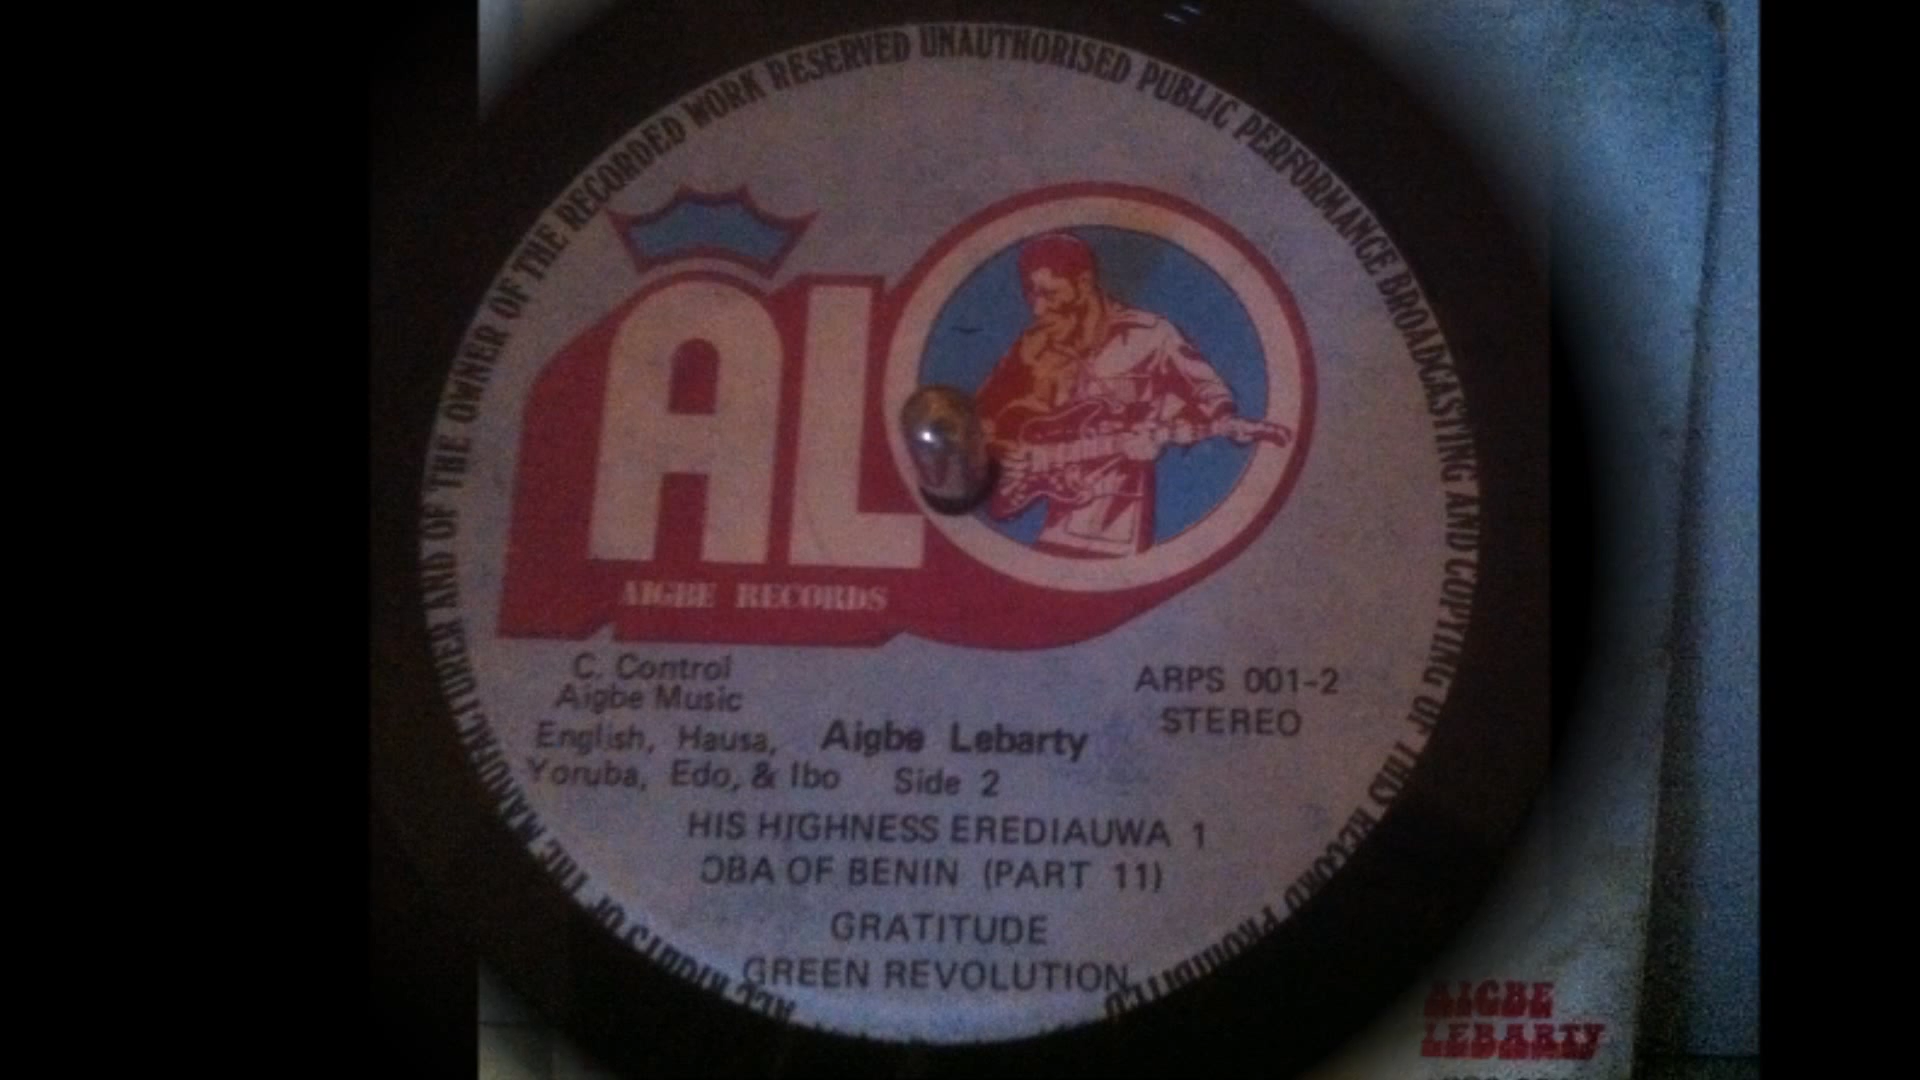 ALL RIGHTS OF THE MANUFACTURER AND OF THE OWNER OF THE RECORDED WORK RESERVED UNAUTHORISED PUBLIC PERFORMANCE BROADCASTING AND COPYING OF THIS RECORD PROHIBITED
AL
AIGBE RECORDS
C. Control
Aigbe Music
ARPS 001-2
STEREO
English, Hausa,
Yoruba, Edo, & Ibo
Aigbe Lebarty
Side 2
HIS HIGHNESS EREDIAUWA 1
OBA OF BENIN (PART 11)
GRATITUDE
GREEN REVOLUTION
AIGBE
LEBARTY